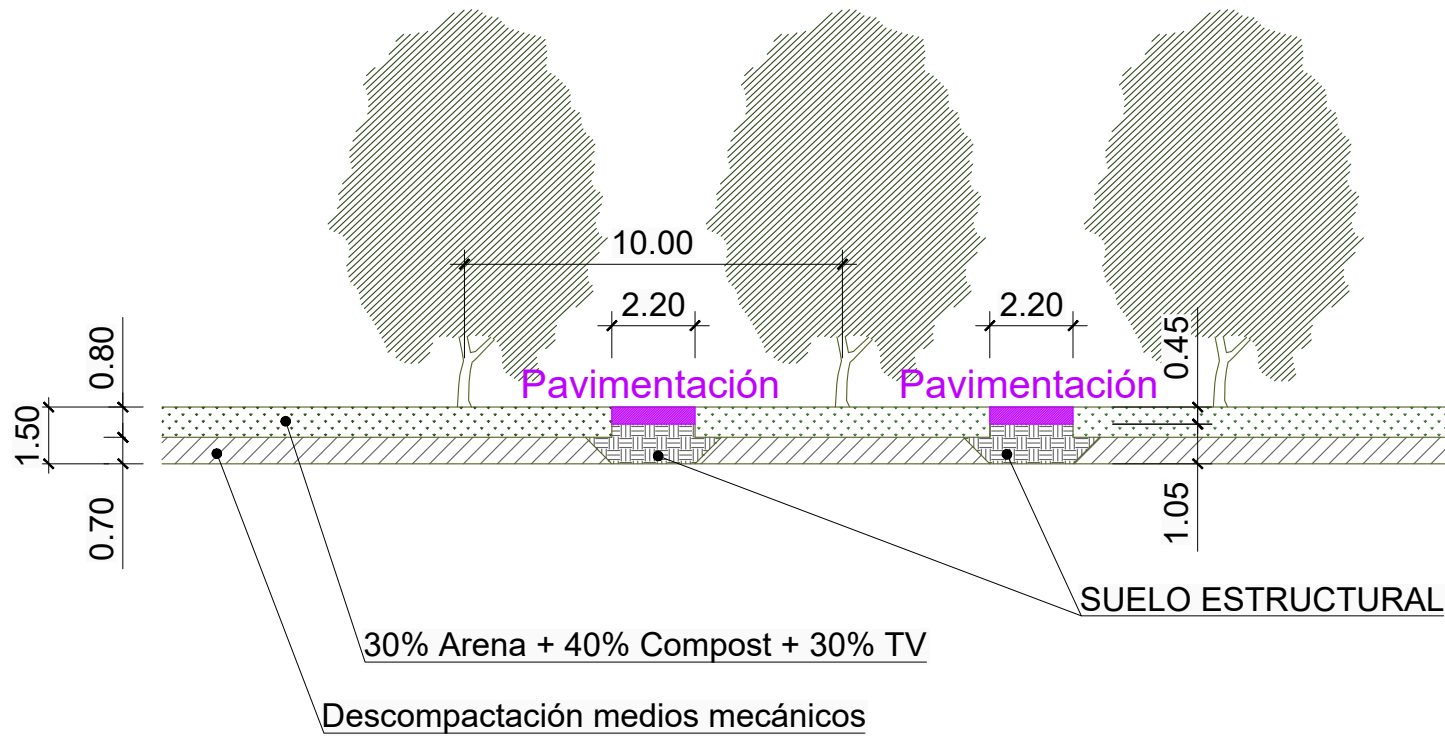 10.00
2.20
2.20
0.80
0.45
Pavimentación
Pavimentación
1.50
0.70
1.05
SUELO ESTRUCTURAL
30% Arena + 40% Compost + 30% TV
Descompactación medios mecánicos